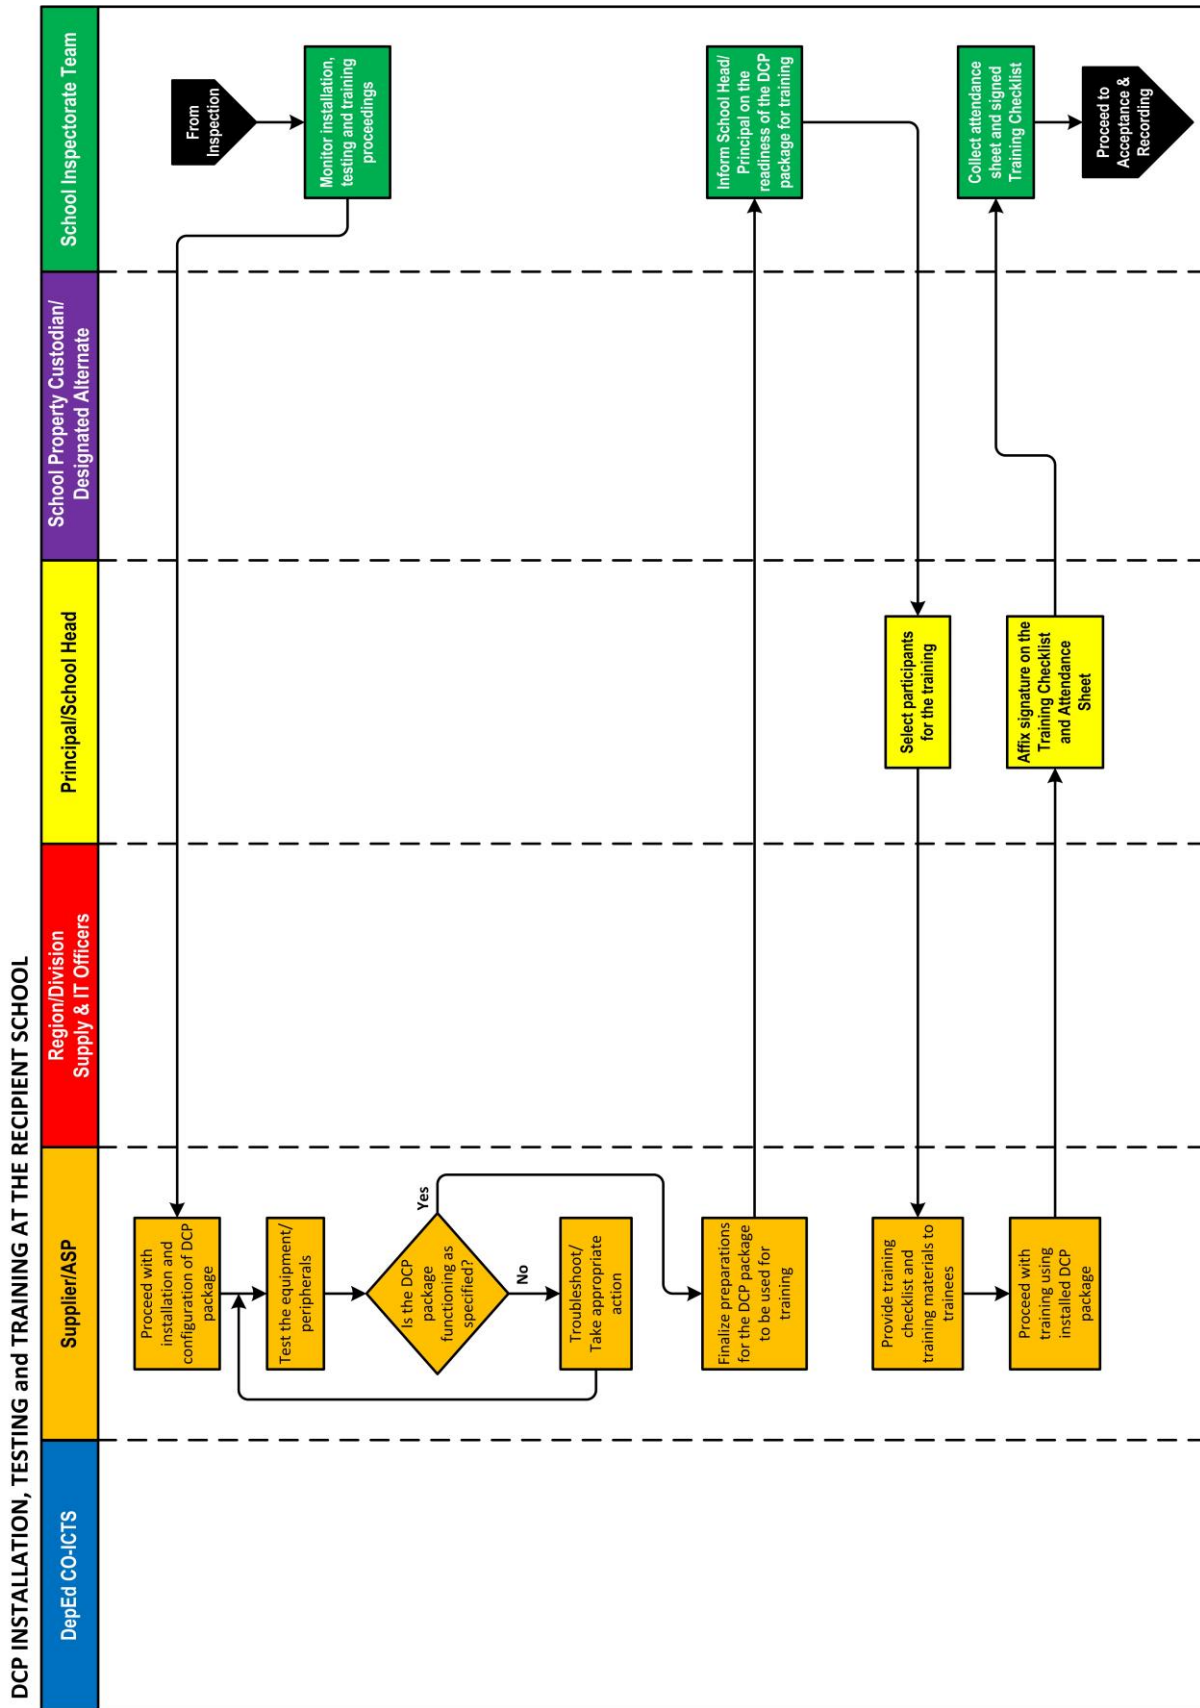 DCP INSTALLATION, TESTING and TRAINING AT THE RECIPIENT SCHOOL
DepEd CO-ICTS
Supplier/ASP
Region/Division
Supply & IT Officers
Principal/School Head
School Property Custodian/
Designated Alternate
School Inspectorate Team
From
Inspection
Monitor installation,
testing and training
proceedings
Proceed with
installation and
configuration of DCP
package
Test the equipment/
peripherals
Is the DCP
package
functioning as
specified?
Yes
No
Troubleshoot/
Take appropriate
action
Finalize preparations
for the DCP package
to be used for
training
Inform School Head/
Principal on the
readiness of the DCP
package for training
Select participants
for the training
Provide training
checklist and
training materials to
trainees
Proceed with
training using
installed DCP
package
Affix signature on the
Training Checklist
and Attendance
Sheet
Collect attendance
sheet and signed
Training Checklist
Proceed to
Acceptance &
Recording